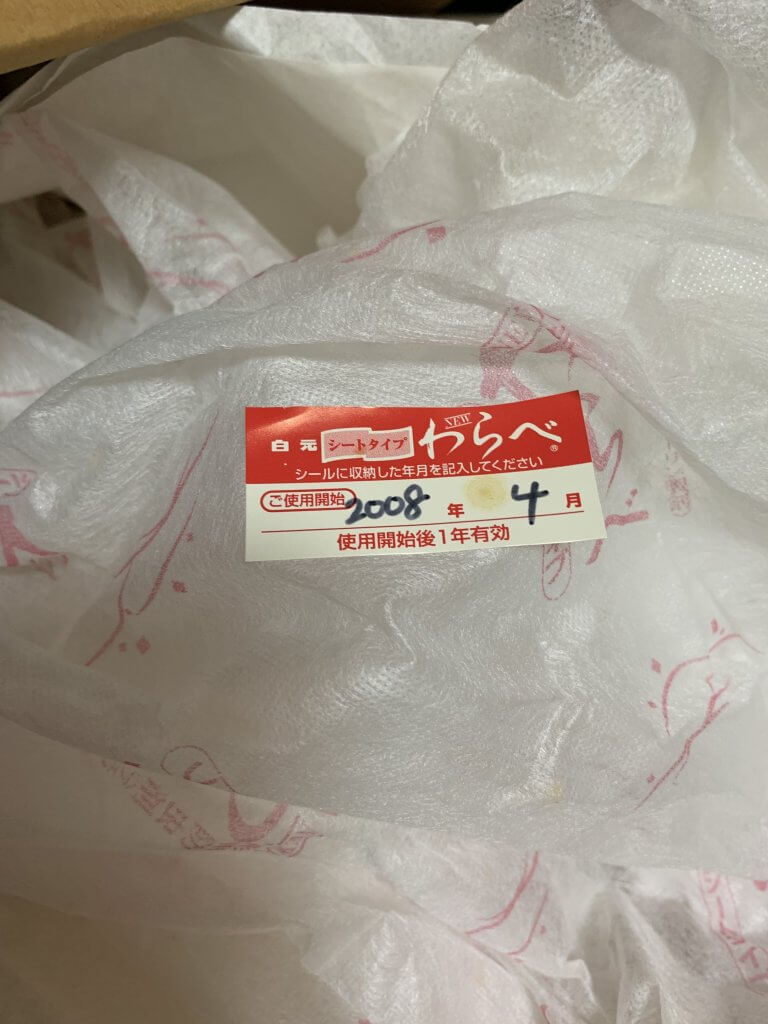 白元 シートタイプ NEW わらべ®
シールに収納した年月を記入してください
ご使用開始 2008 年 4 月
使用開始後1年有効